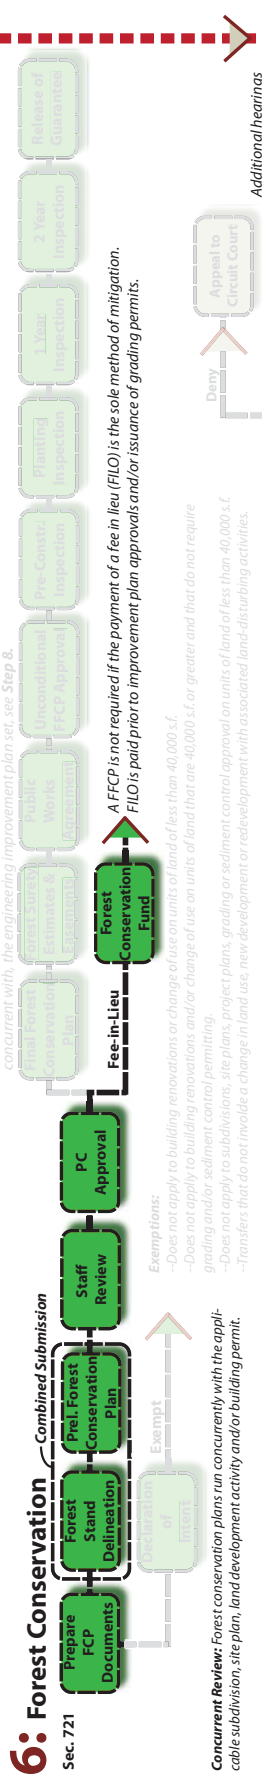 6: Forest Conservation
Sec. 721
Combined Submission
Prepare
FCP
Documents
Forest
Stand
Delineation
Prel. Forest
Conservation
Plan
Staff
Review
PC
Approval
Fee-in-Lieu
Forest
Conservation
Fund
A FFCP is not required if the payment of a fee in lieu (FILO) is the sole method of mitigation.
FILO is paid prior to improvement plan approvals and/or issuance of grading permits.
concurrent with, the engineering improvement plan set, see Step 8.
Final Forest
Conservation
Plan
Forest Surety
Estimates &
Public
Works
Agreement
Unconditional
FFCP Approval
Pre-Constr.
Inspection
Planting
Inspection
1 Year
Inspection
2 Year
Inspection
Release of
Guarantee
Exempt
Declaration
of
Intent
Exemptions:
--Does not apply to building renovations or change of use on units of land of less than 40,000 s.f.
--Does not apply to building renovations and/or change of use on units of land that are 40,000 s.f. or greater and that do not require
grading and/or sediment control permitting.
--Does not apply to subdivisions, site plans, project plans, grading or sediment control approval on units of land of less than 40,000 s.f.
--Transfers that do not involde a change in land use, new development or redevelopment with associated land-disturbing activities.
Deny
Appeal to
Circuit Court
Additional hearings
Concurrent Review: Forest conservation plans run concurrently with the appli-
cable subdivision, site plan, land development activity and/or building permit.